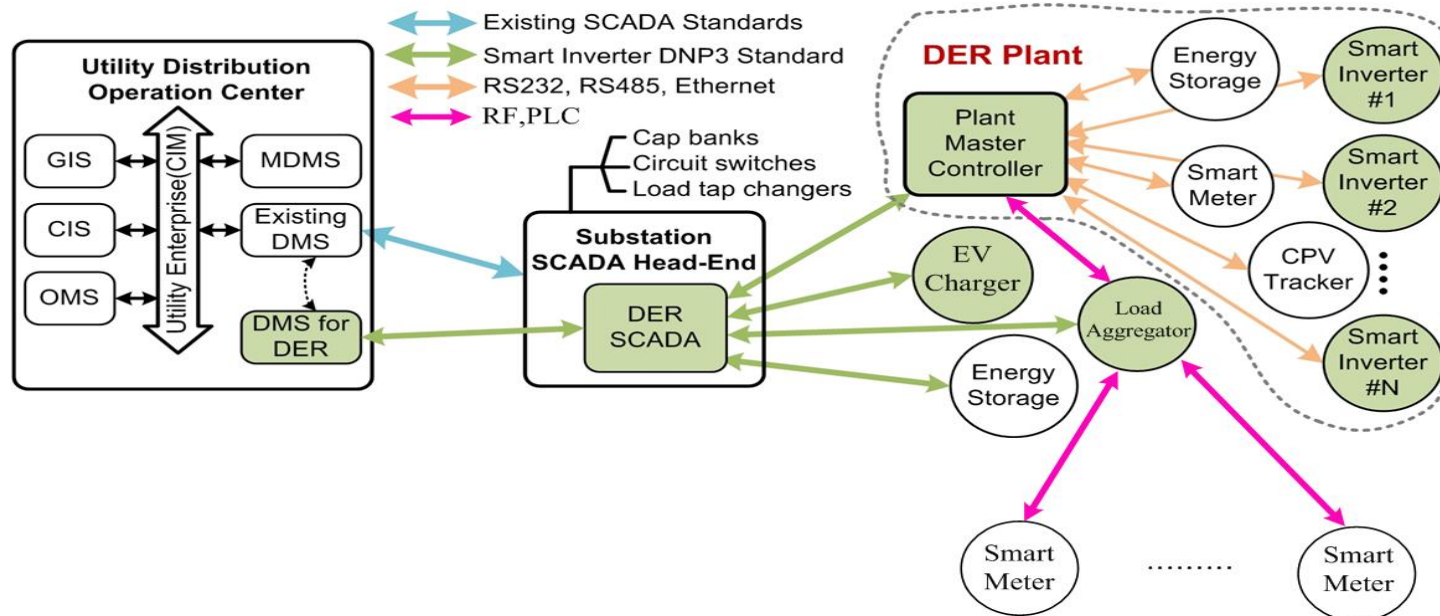 Existing SCADA Standards
Smart Inverter DNP3 Standard
RS232, RS485, Ethernet
RF,PLC
Utility Distribution
Operation Center
GIS
CIS
OMS
Utility Enterprise(CIM)
MDMS
Existing
DMS
DMS for
DER
Cap banks
Circuit switches
Load tap changers
Substation
SCADA Head-End
DER
SCADA
DER Plant
Plant
Master
Controller
Energy
Storage
Smart
Inverter
#1
Smart
Meter
Smart
Inverter
#2
CPV
Tracker
Smart
Inverter
#N
EV
Charger
Load
Aggregator
Energy
Storage
Smart
Meter
.........
Smart
Meter